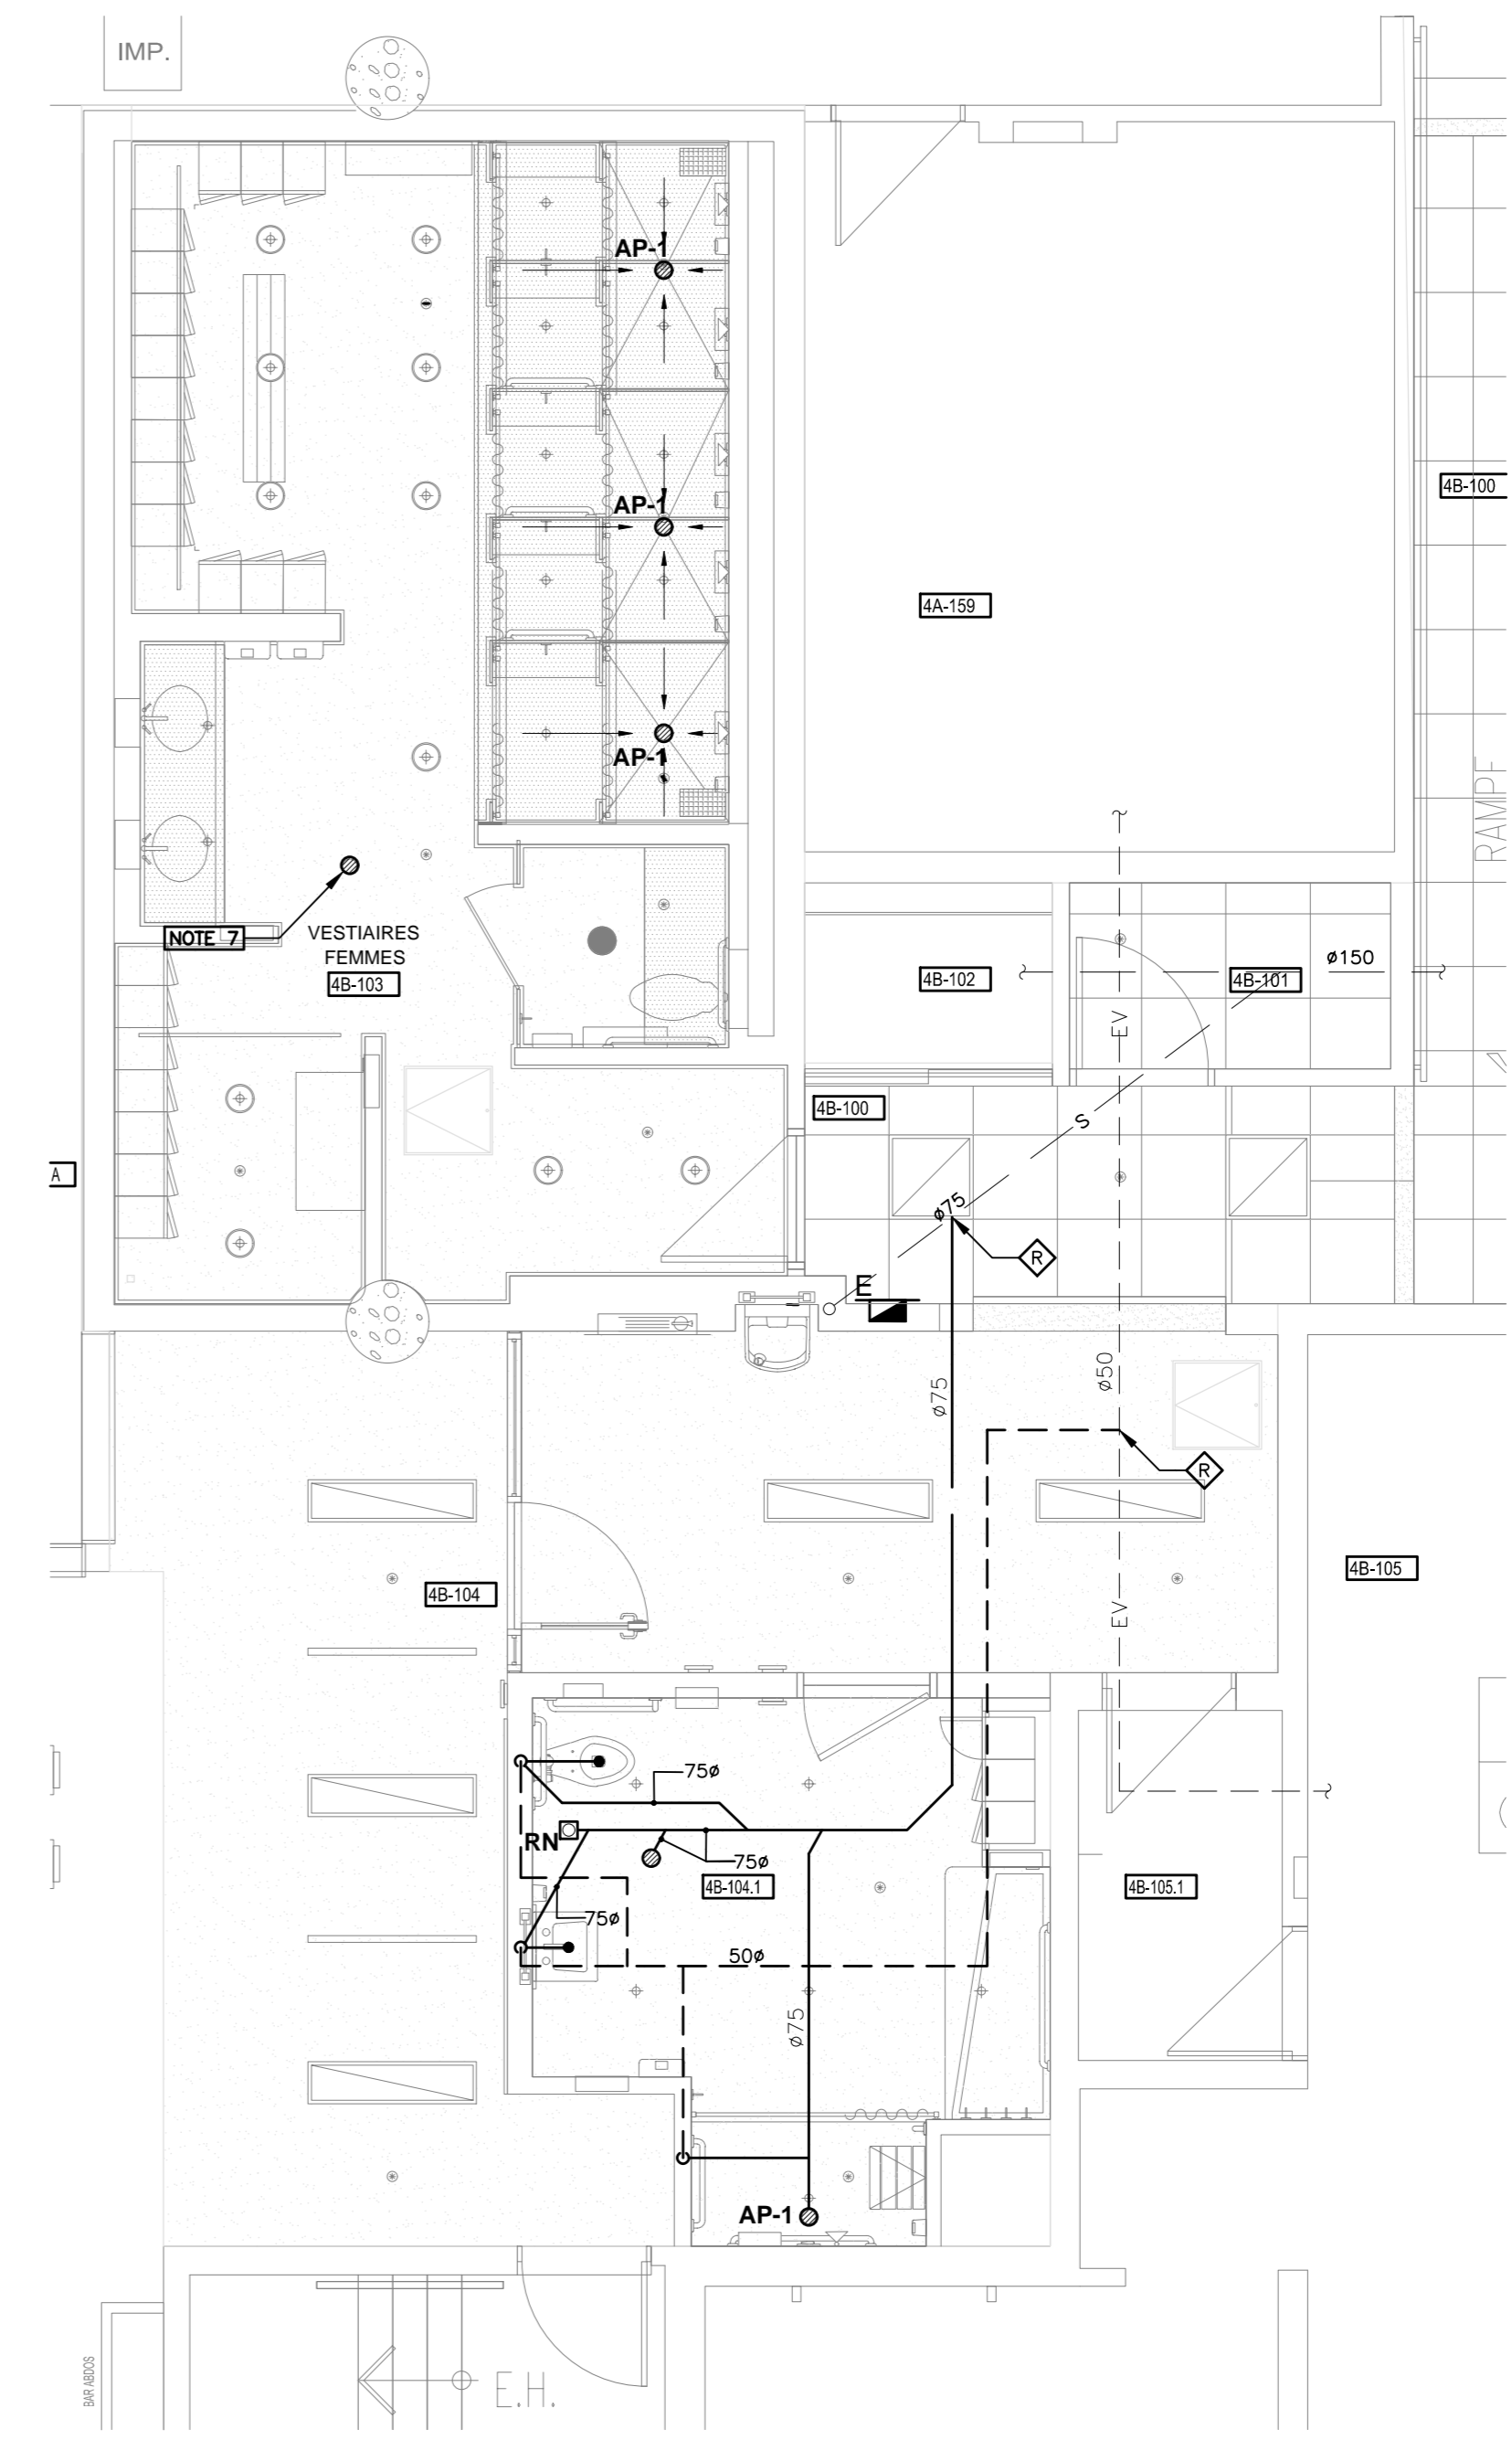 IMP.
AP-1
AP-1
4B-100
4A-159
AP-1
RAMPE
NOTE 7
VESTIAIRES
FEMMES
4B-103
4B-102
4B-101
ø150
EV
4B-100
S
A
ø75
R
E
ø75
ø50
R
4B-104
4B-105
EV
75ø
RN
75ø
4B-104.1
4B-105.1
75ø
50ø
ø75
AP-1
BAR ABDOS
E.H.